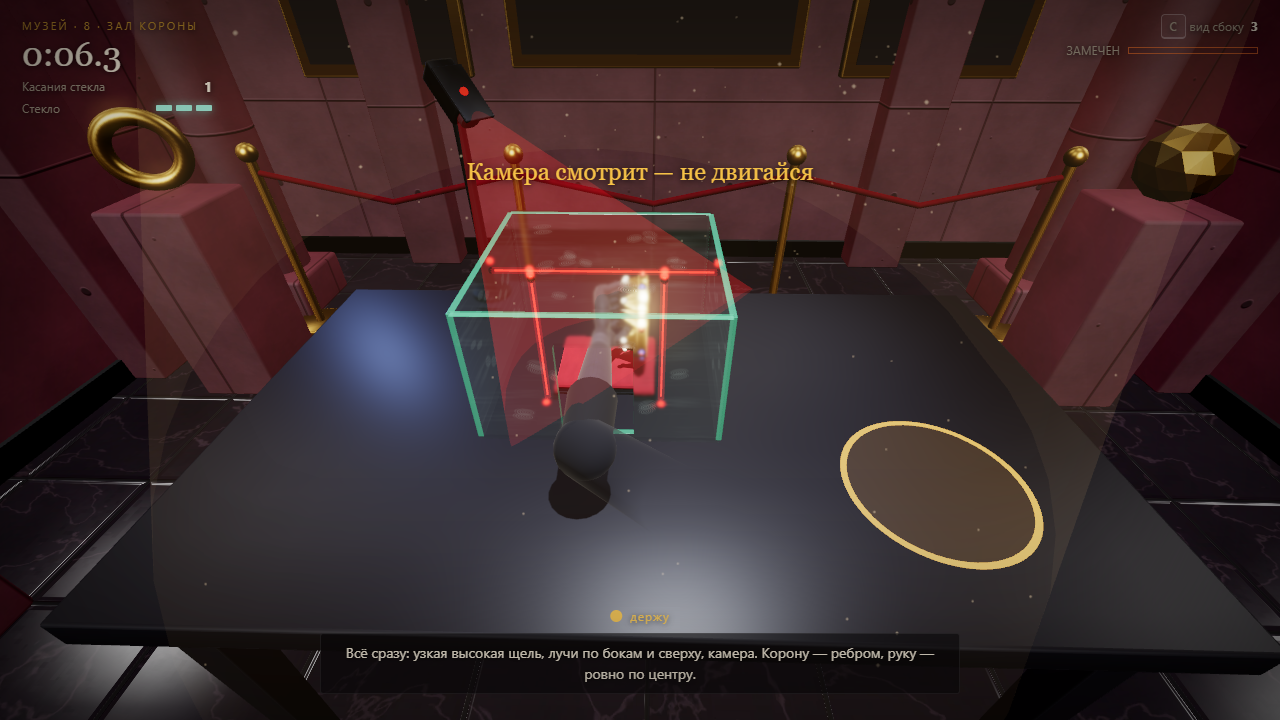 МУЗЕЙ · 8 · ЗАЛ КОРОНЫ
0:06.3
Касания стекла 1
Стекло
C вид сбоку 3
ЗАМЕЧЕН
Камера смотрит — не двигайся
держу
Всё сразу: узкая высокая щель, лучи по бокам и сверху, камера. Корону — ребром, руку —
ровно по центру.